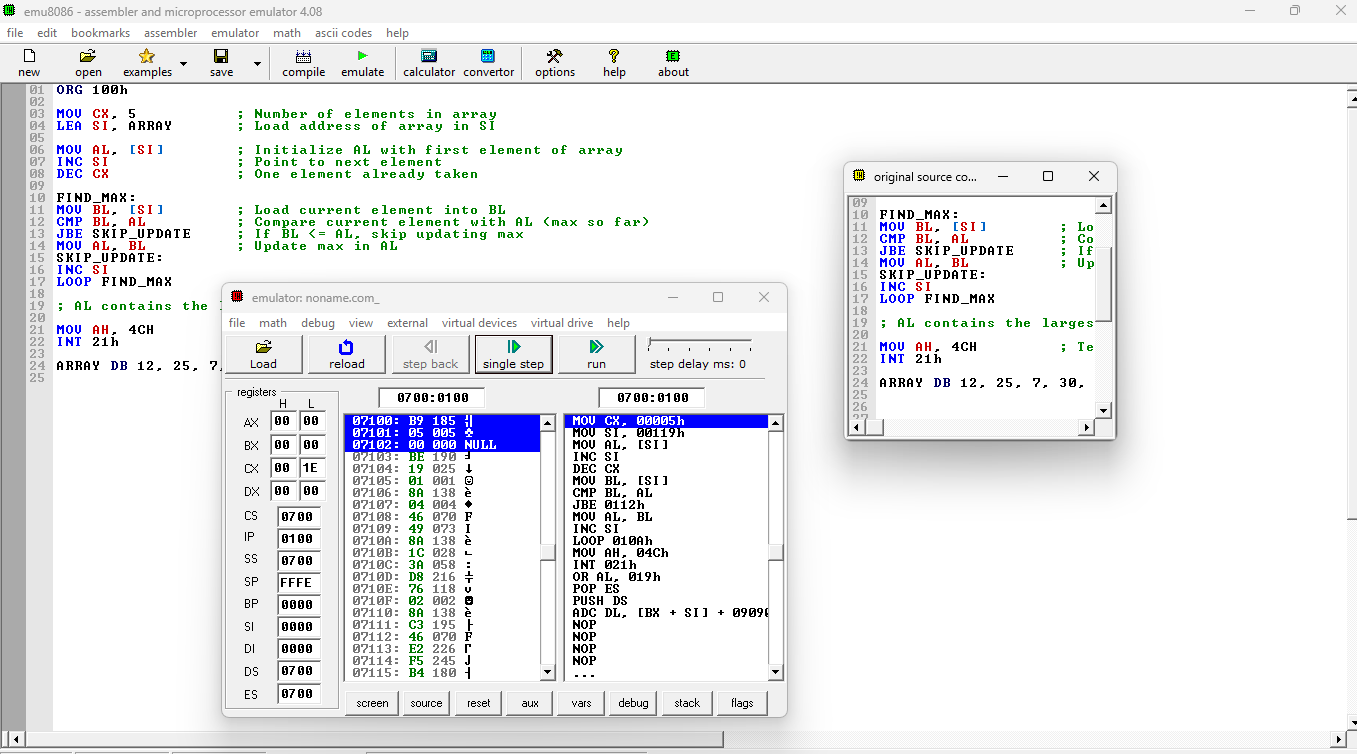 emu8086 - assembler and microprocessor emulator 4.08
file edit bookmarks assembler emulator math ascii codes help
new open examples save compile emulate calculator convertor options help about
01 ORG 100h
02
03 MOV CX, 5 ; Number of elements in array
04 LEA SI, ARRAY ; Load address of array in SI
05
06 MOV AL, [SI] ; Initialize AL with first element of array
07 INC SI ; Point to next element
08 DEC CX ; One element already taken
09
10 FIND_MAX:
11 MOV BL, [SI] ; Load current element into BL
12 CMP BL, AL ; Compare current element with AL (max so far)
13 JBE SKIP_UPDATE ; If BL <= AL, skip updating max
14 MOV AL, BL ; Update max in AL
15 SKIP_UPDATE:
16 INC SI
17 LOOP FIND_MAX
18
19 ; AL contains the
20
21 MOV AH, 4CH
22 INT 21h
23
24 ARRAY DB 12, 25, 7,
25
emulator: noname.com_
file math debug view external virtual devices virtual drive help
Load reload step back single step run step delay ms: 0
registers
H L
AX 00 00
BX 00 00
CX 00 1E
DX 00 00
CS 0700
IP 0100
SS 0700
SP FFFE
BP 0000
SI 0000
DI 0000
DS 0700
ES 0700
0700:0100
07100: B9 185 ╣
07101: 05 005 ♣
07102: 00 000 NULL
07103: BE 190 ╛
07104: 19 025 ↓
07105: 01 001 ☺
07106: 8A 138 è
07107: 04 004 ♦
07108: 46 070 F
07109: 49 073 I
0710A: 8A 138 è
0710B: 1C 028 ∟
0710C: 3A 058 :
0710D: D8 216 ╪
0710E: 76 118 v
0710F: 02 002 ☻
07110: 8A 138 è
07111: C3 195 ├
07112: 46 070 F
07113: E2 226 Γ
07114: F5 245 ⌡
07115: B4 180 ┤
0700:0100
MOV CX, 00005h
MOV SI, 00119h
MOV AL, [SI]
INC SI
DEC CX
MOV BL, [SI]
CMP BL, AL
JBE 0112h
MOV AL, BL
INC SI
LOOP 010Ah
MOV AH, 04Ch
INT 021h
OR AL, 019h
POP ES
PUSH DS
ADC DL, [BX + SI] + 0909
NOP
NOP
NOP
NOP
...
screen source reset aux vars debug stack flags
original source co...
09
10 FIND_MAX:
11 MOV BL, [SI] ; Lo
12 CMP BL, AL ; Co
13 JBE SKIP_UPDATE ; If
14 MOV AL, BL ; Up
15 SKIP_UPDATE:
16 INC SI
17 LOOP FIND_MAX
18
19 ; AL contains the larges
20
21 MOV AH, 4CH ; Te
22 INT 21h
23
24 ARRAY DB 12, 25, 7, 30,
25
26
27